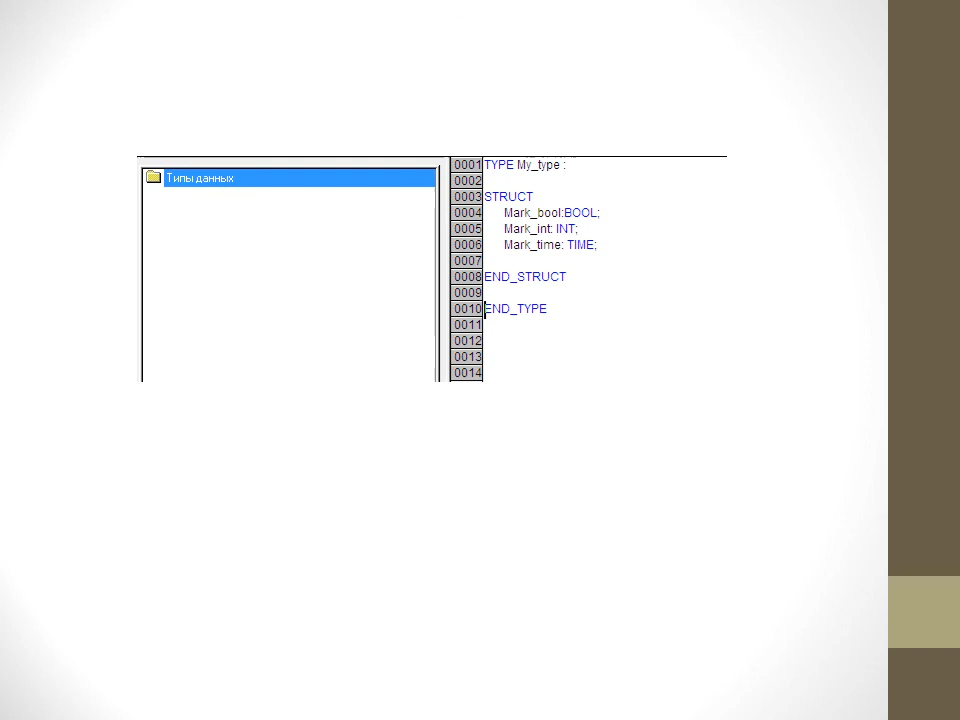 Типы данных
0001 TYPE My_type :
0002
0003 STRUCT
0004 Mark_bool:BOOL;
0005 Mark_int: INT;
0006 Mark_time: TIME;
0007
0008 END_STRUCT
0009
0010 END_TYPE
0011
0012
0013
0014